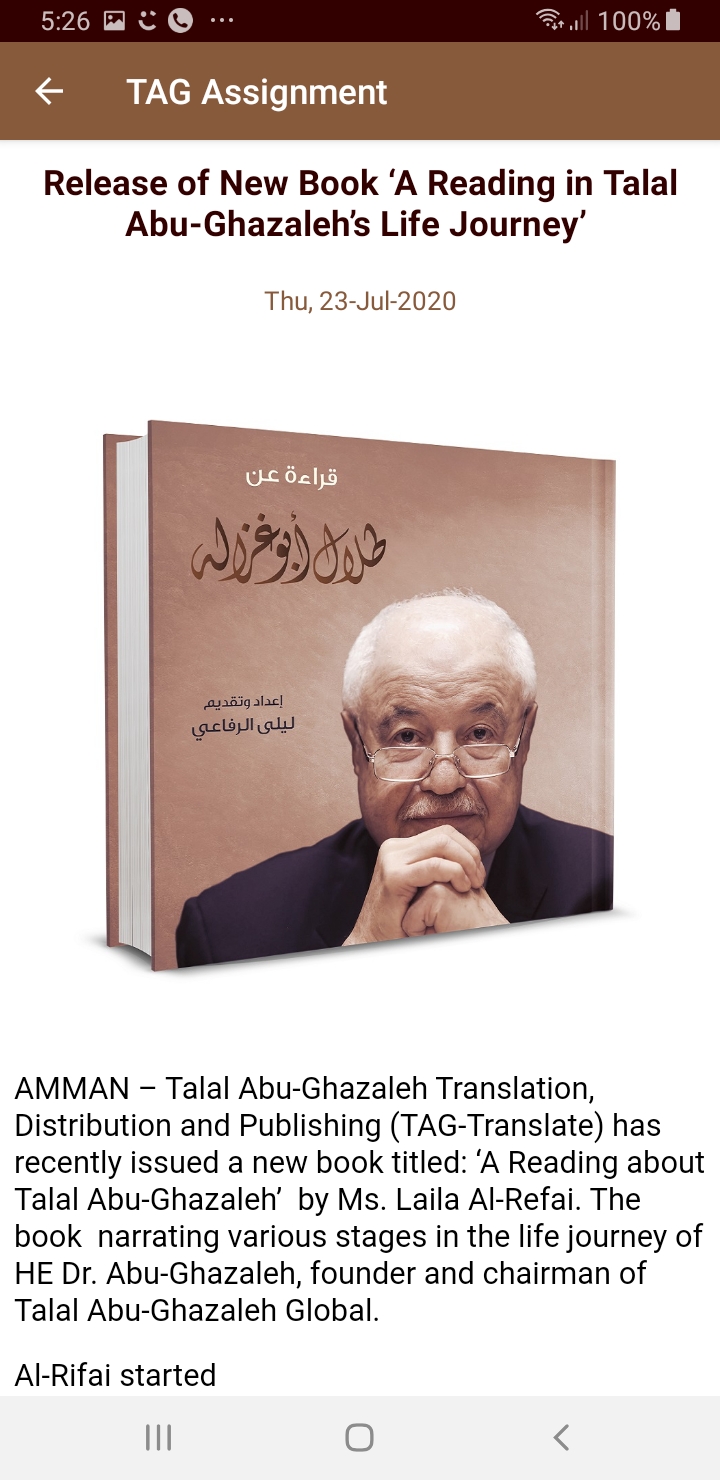 5:26
100%
TAG Assignment
Release of New Book ‘A Reading in Talal
Abu-Ghazaleh’s Life Journey’
Thu, 23-Jul-2020
قراءة عن
طلال أبوغزاله
إعداد وتقديم
ليلى الرفاعي
AMMAN – Talal Abu-Ghazaleh Translation,
Distribution and Publishing (TAG-Translate) has
recently issued a new book titled: ‘A Reading about
Talal Abu-Ghazaleh’  by Ms. Laila Al-Refai. The
book  narrating various stages in the life journey of
HE Dr. Abu-Ghazaleh, founder and chairman of
Talal Abu-Ghazaleh Global.
Al-Rifai started